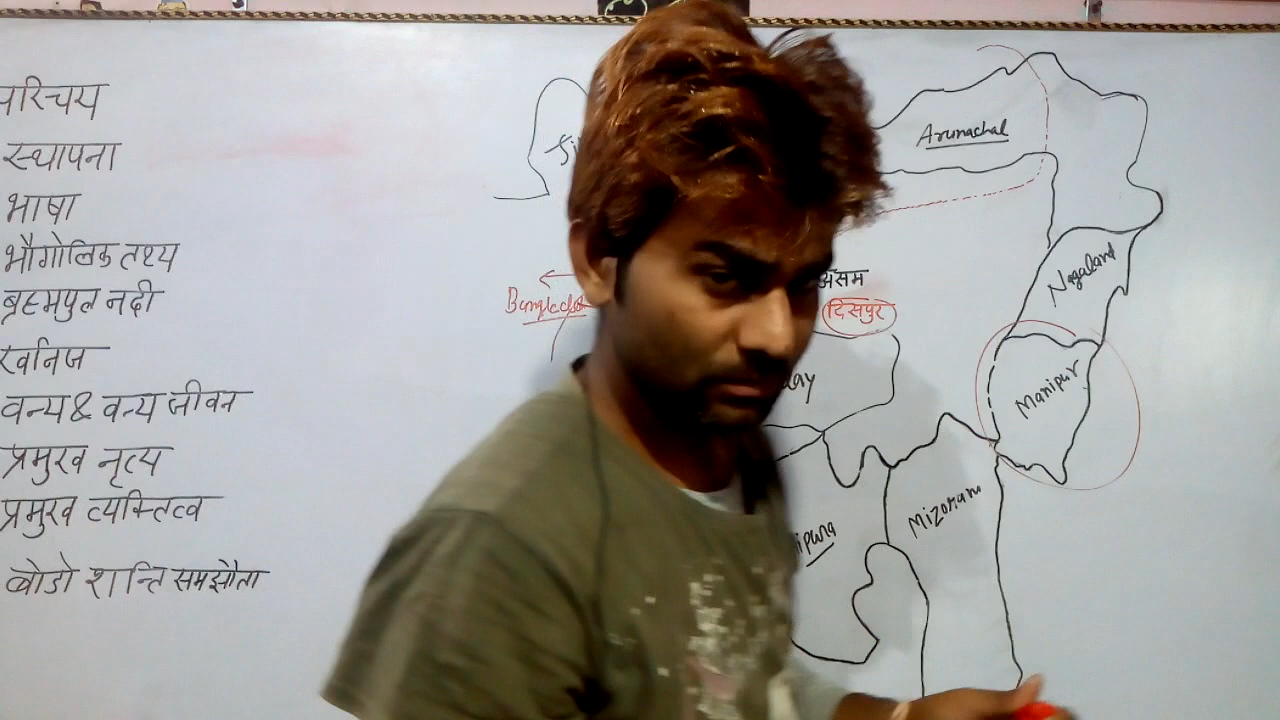 परिचय
स्थापना
भाषा
भौगोलिक तथ्य
ब्रह्मपुत्र नदी
खनिज
वन्य & वन्य जीवन
प्रमुख नृत्य
प्रमुख व्यक्तित्व
बोडो शान्ति समझौता
Arunachal
Nagaland
असम
दिसपुर
Bangladesh
Manipur
Mizoram